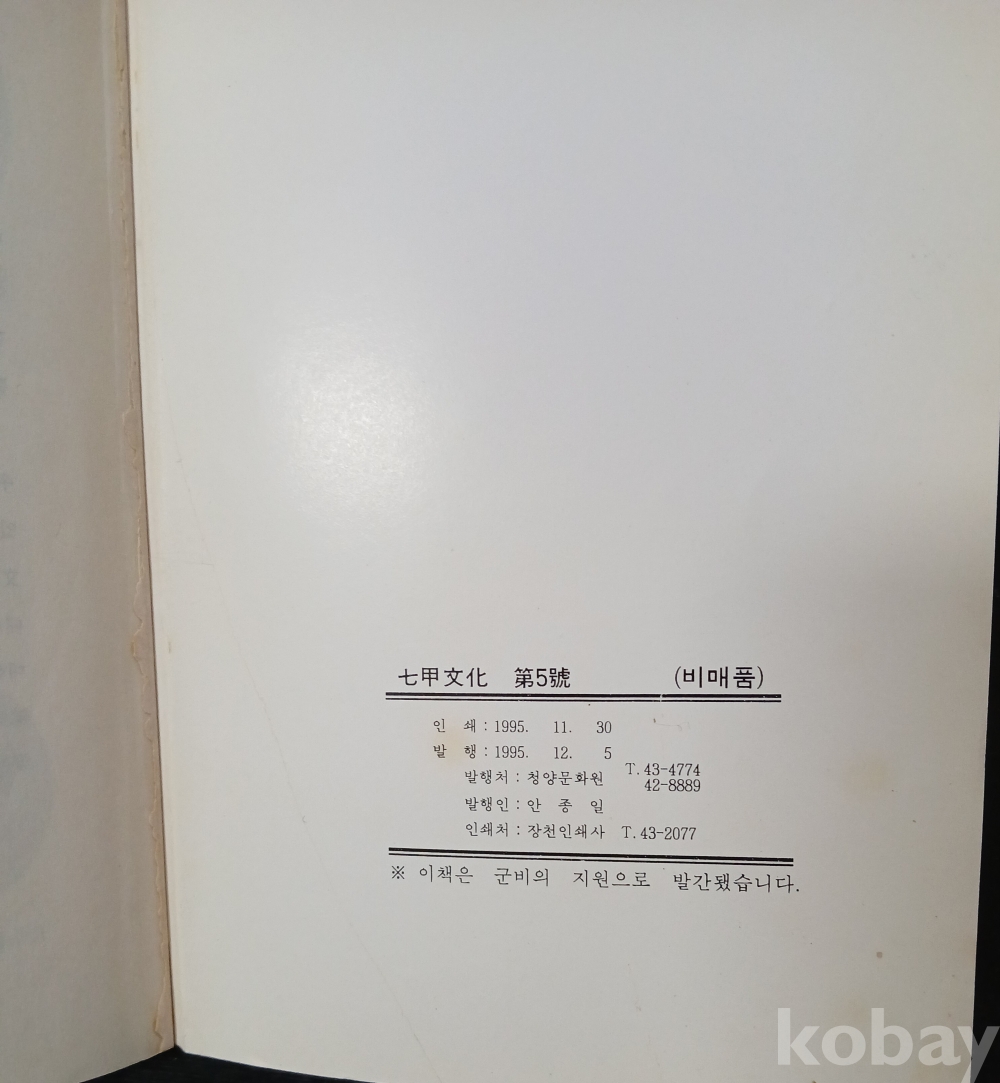 七甲文化 第5號 (비매품)
인 쇄 : 1995. 11. 30
발 행 : 1995. 12. 5
발행처 : 청양문화원 T. 43-4774
42-8889
발행인 : 안 종 일
인쇄처 : 장천인쇄사 T. 43-2077
※ 이책은 군비의 지원으로 발간됐습니다.
kobay